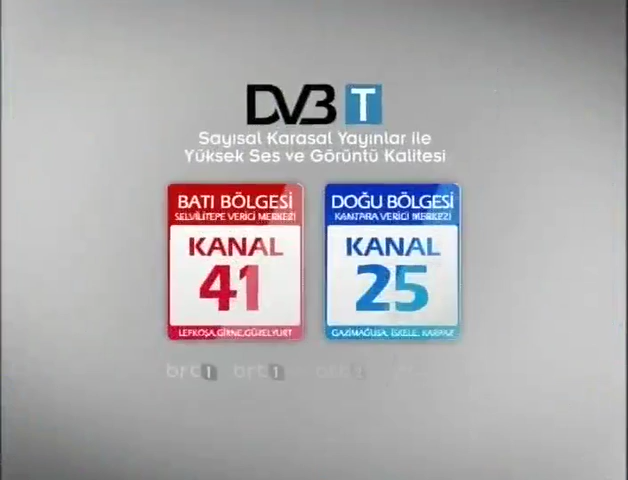 DVB T
Sayısal Karasal Yayınlar ile
Yüksek Ses ve Görüntü Kalitesi
BATI BÖLGESİ
SELVİLİTEPE VERİCİ MERKEZİ
KANAL
41
LEFKOŞA, GİRNE, GÜZELYURT
DOĞU BÖLGESİ
KANTARA VERİCİ MERKEZİ
KANAL
25
GAZİMAĞUSA, İSKELE, KARPAZ
brt1 brt1 brt1